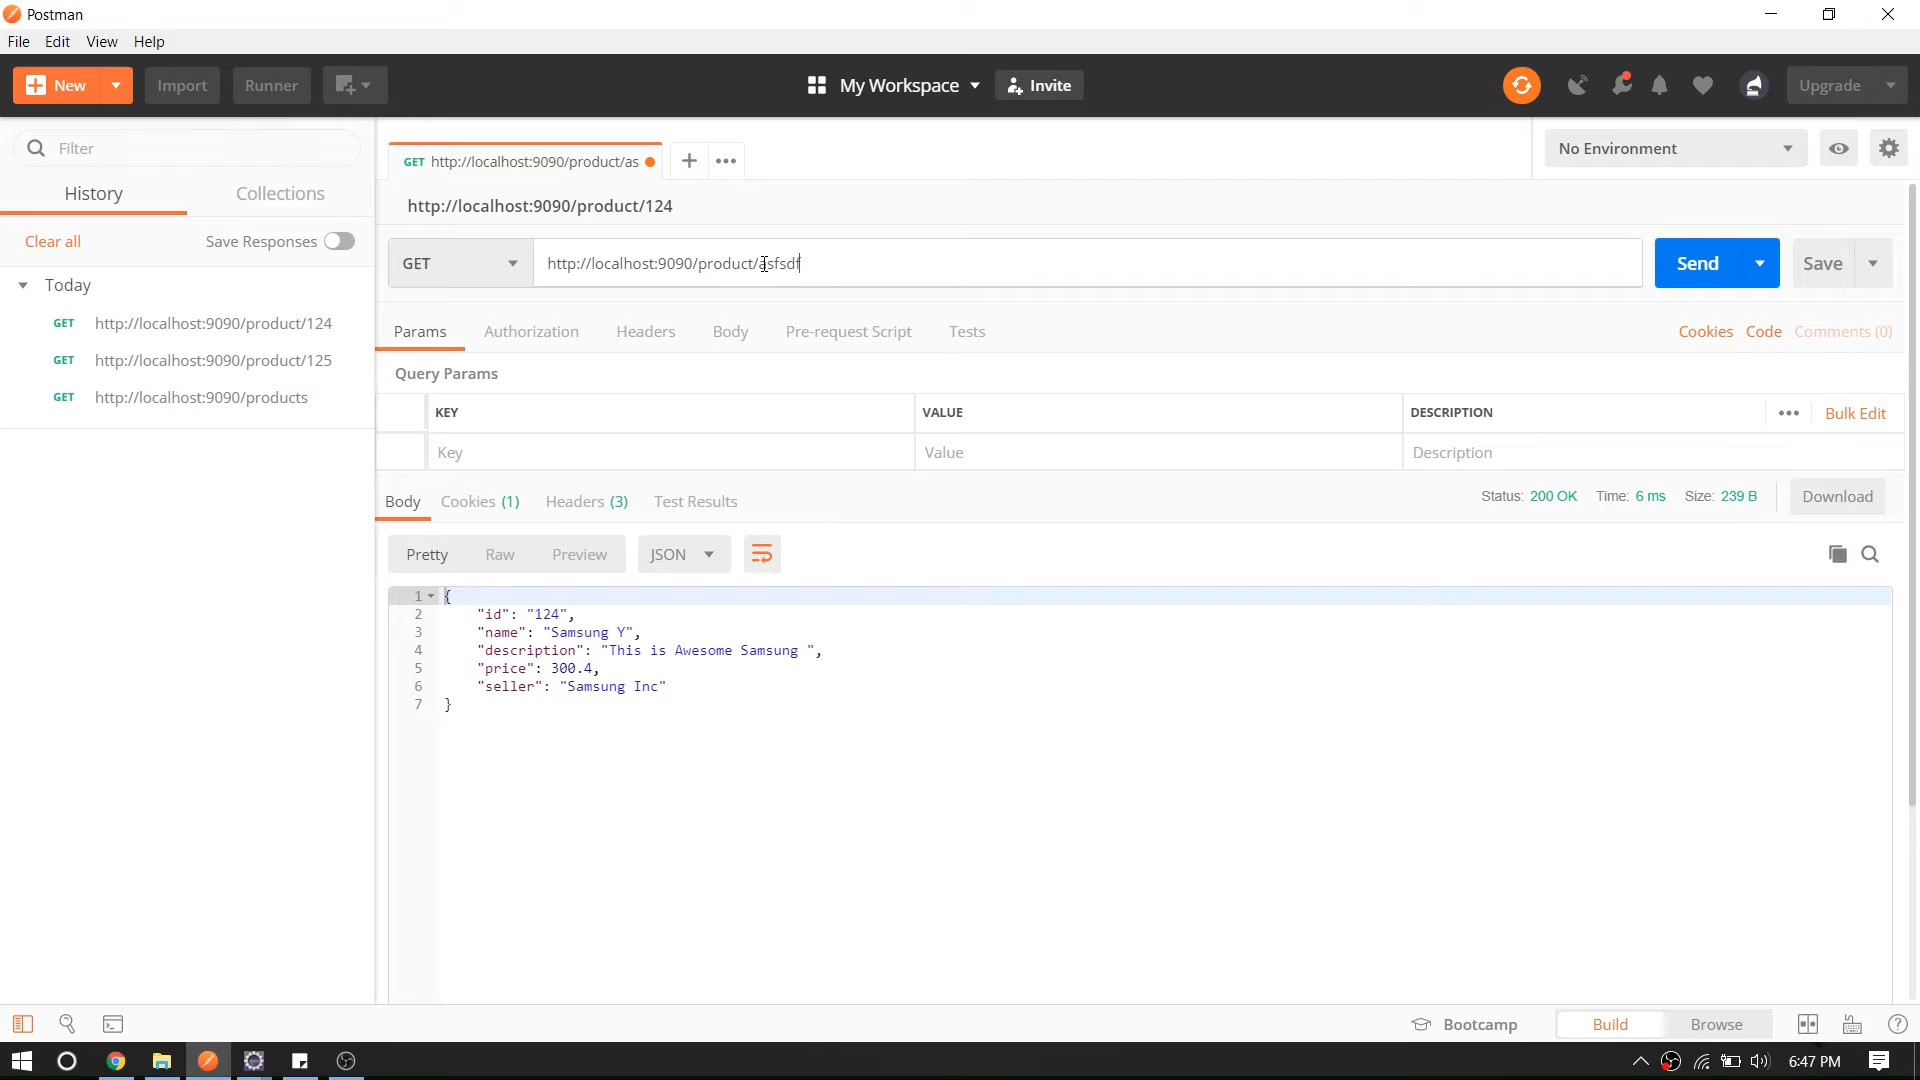 Postman
File Edit View Help
New Import Runner My Workspace Invite Upgrade
Filter
History Collections
Clear all Save Responses
Today
GET http://localhost:9090/product/124
GET http://localhost:9090/product/125
GET http://localhost:9090/products
GET http://localhost:9090/product/as
No Environment
http://localhost:9090/product/124
GET http://localhost:9090/product/asfsdf Send Save
Params Authorization Headers Body Pre-request Script Tests Cookies Code Comments (0)
Query Params
KEY VALUE DESCRIPTION Bulk Edit
Key Value Description
Body Cookies (1) Headers (3) Test Results Status: 200 OK Time: 6 ms Size: 239 B Download
Pretty Raw Preview JSON
1 {
2 "id": "124",
3 "name": "Samsung Y",
4 "description": "This is Awesome Samsung ",
5 "price": 300.4,
6 "seller": "Samsung Inc"
7 }
Bootcamp Build Browse
6:47 PM